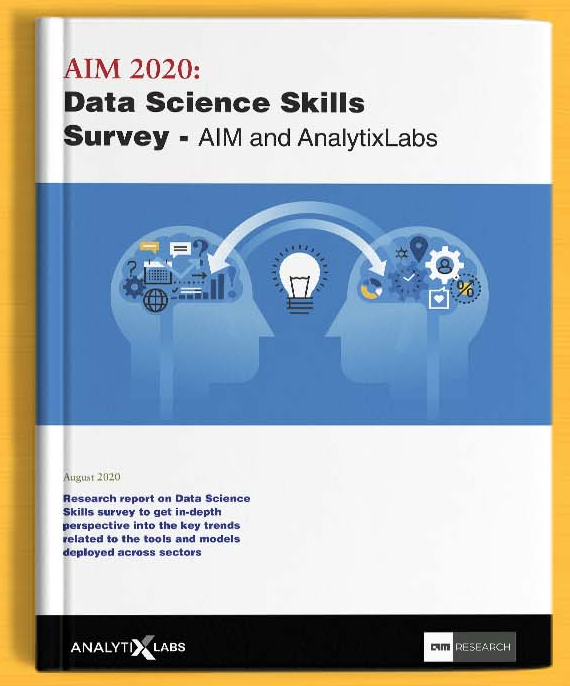 AIM 2020:
Data Science Skills
Survey - AIM and AnalytixLabs
August 2020
Research report on Data Science
Skills survey to get in-depth
perspective into the key trends
related to the tools and models
deployed across sectors
ANALYTIXLABS
aim RESEARCH